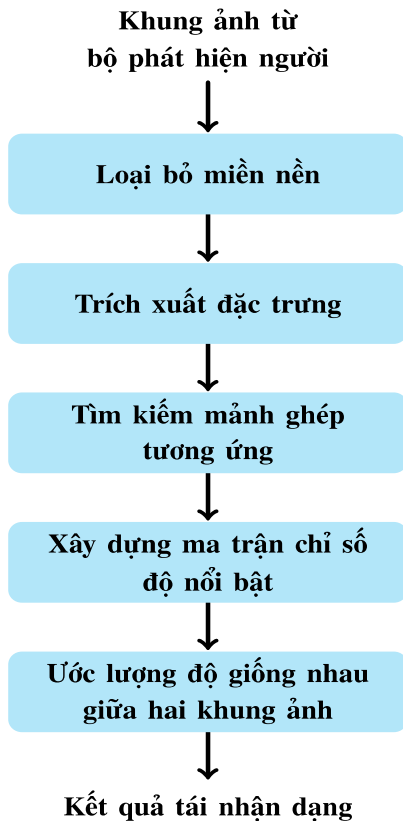 Khung ảnh từ
bộ phát hiện người
Loại bỏ miền nền
Trích xuất đặc trưng
Tìm kiếm mảnh ghép
tương ứng
Xây dựng ma trận chỉ số
độ nổi bật
Ước lượng độ giống nhau
giữa hai khung ảnh
Kết quả tái nhận dạng